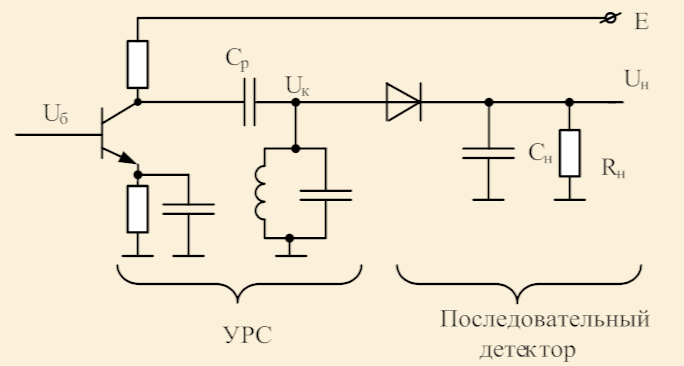 E
Cр
Uк
Uн
Uб
Cн
Rн
УРС
Последовательный
детектор